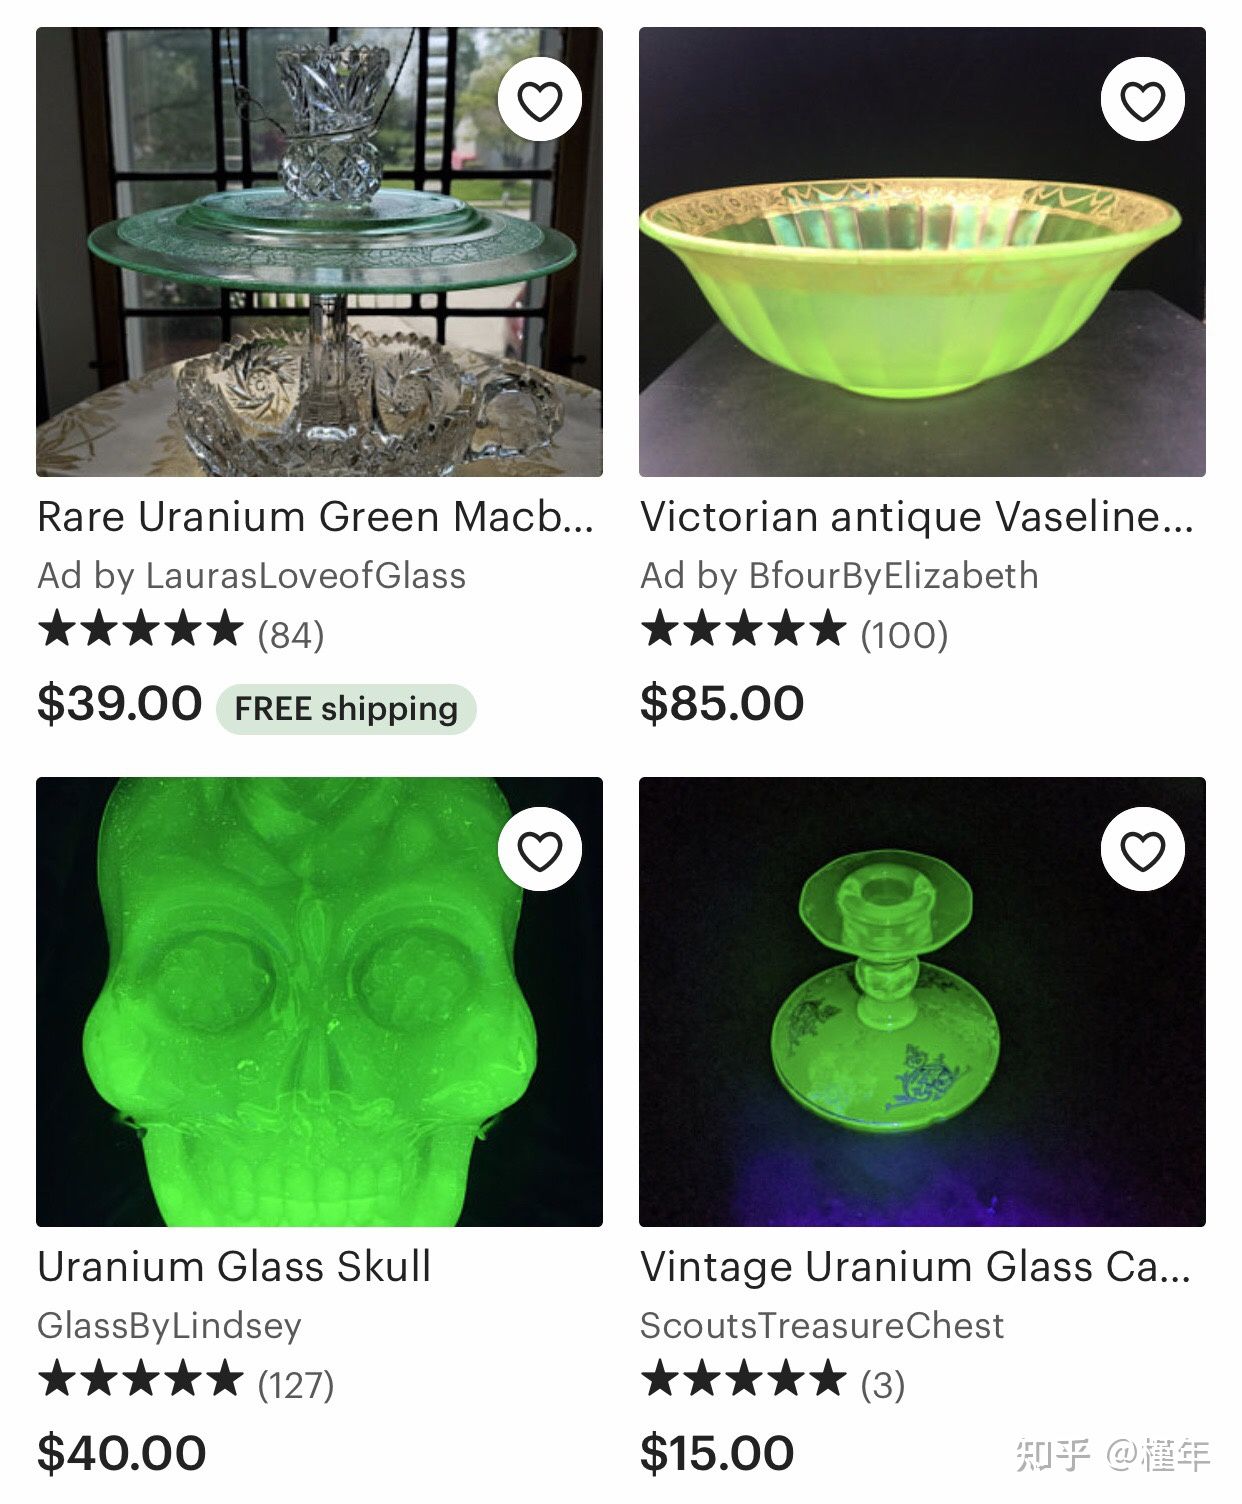 Rare Uranium Green Macb...
Ad by LaurasLoveofGlass
★★★★★ (84)
$39.00 FREE shipping
Victorian antique Vaseline...
Ad by BfourByElizabeth
★★★★★ (100)
$85.00
Uranium Glass Skull
GlassByLindsey
★★★★★ (127)
$40.00
Vintage Uranium Glass Ca...
ScoutsTreasureChest
★★★★★ (3)
$15.00
知乎 @槿年